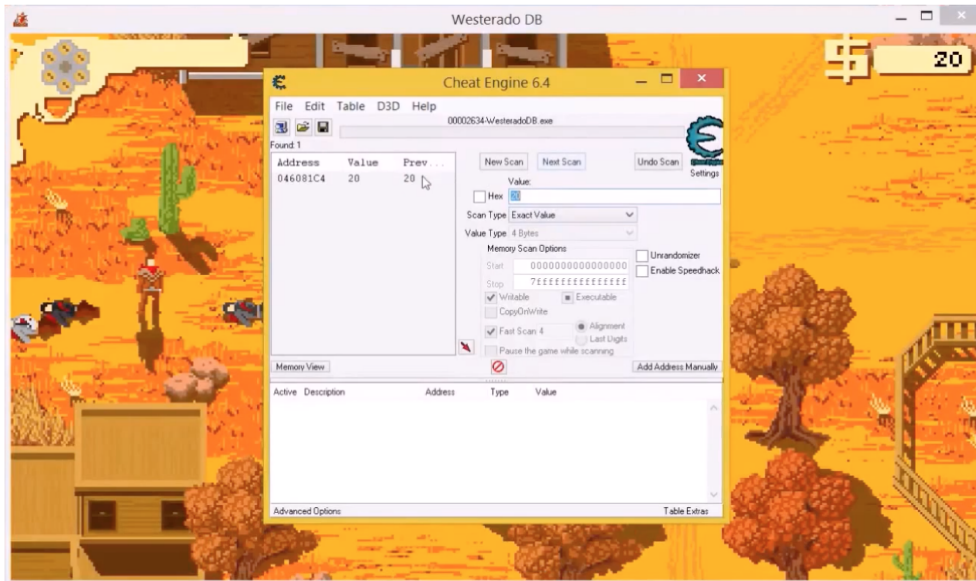 Westerado DB
$ 20
Cheat Engine 6.4
File Edit Table D3D Help
00002634-WesteradoDB.exe
Found: 1
Address Value Prev...
046081C4 20 20
New Scan Next Scan Undo Scan
Settings
Value:
Hex 20
Scan Type Exact Value
Value Type 4 Bytes
Memory Scan Options
Start 0000000000000000
Stop 7fffffffffffffff
Unrandomizer
Enable Speedhack
Writable Executable
CopyOnWrite
Fast Scan 4 Alignment
Last Digits
Pause the game while scanning
Memory View Add Address Manually
Active Description Address Type Value
Advanced Options Table Extras